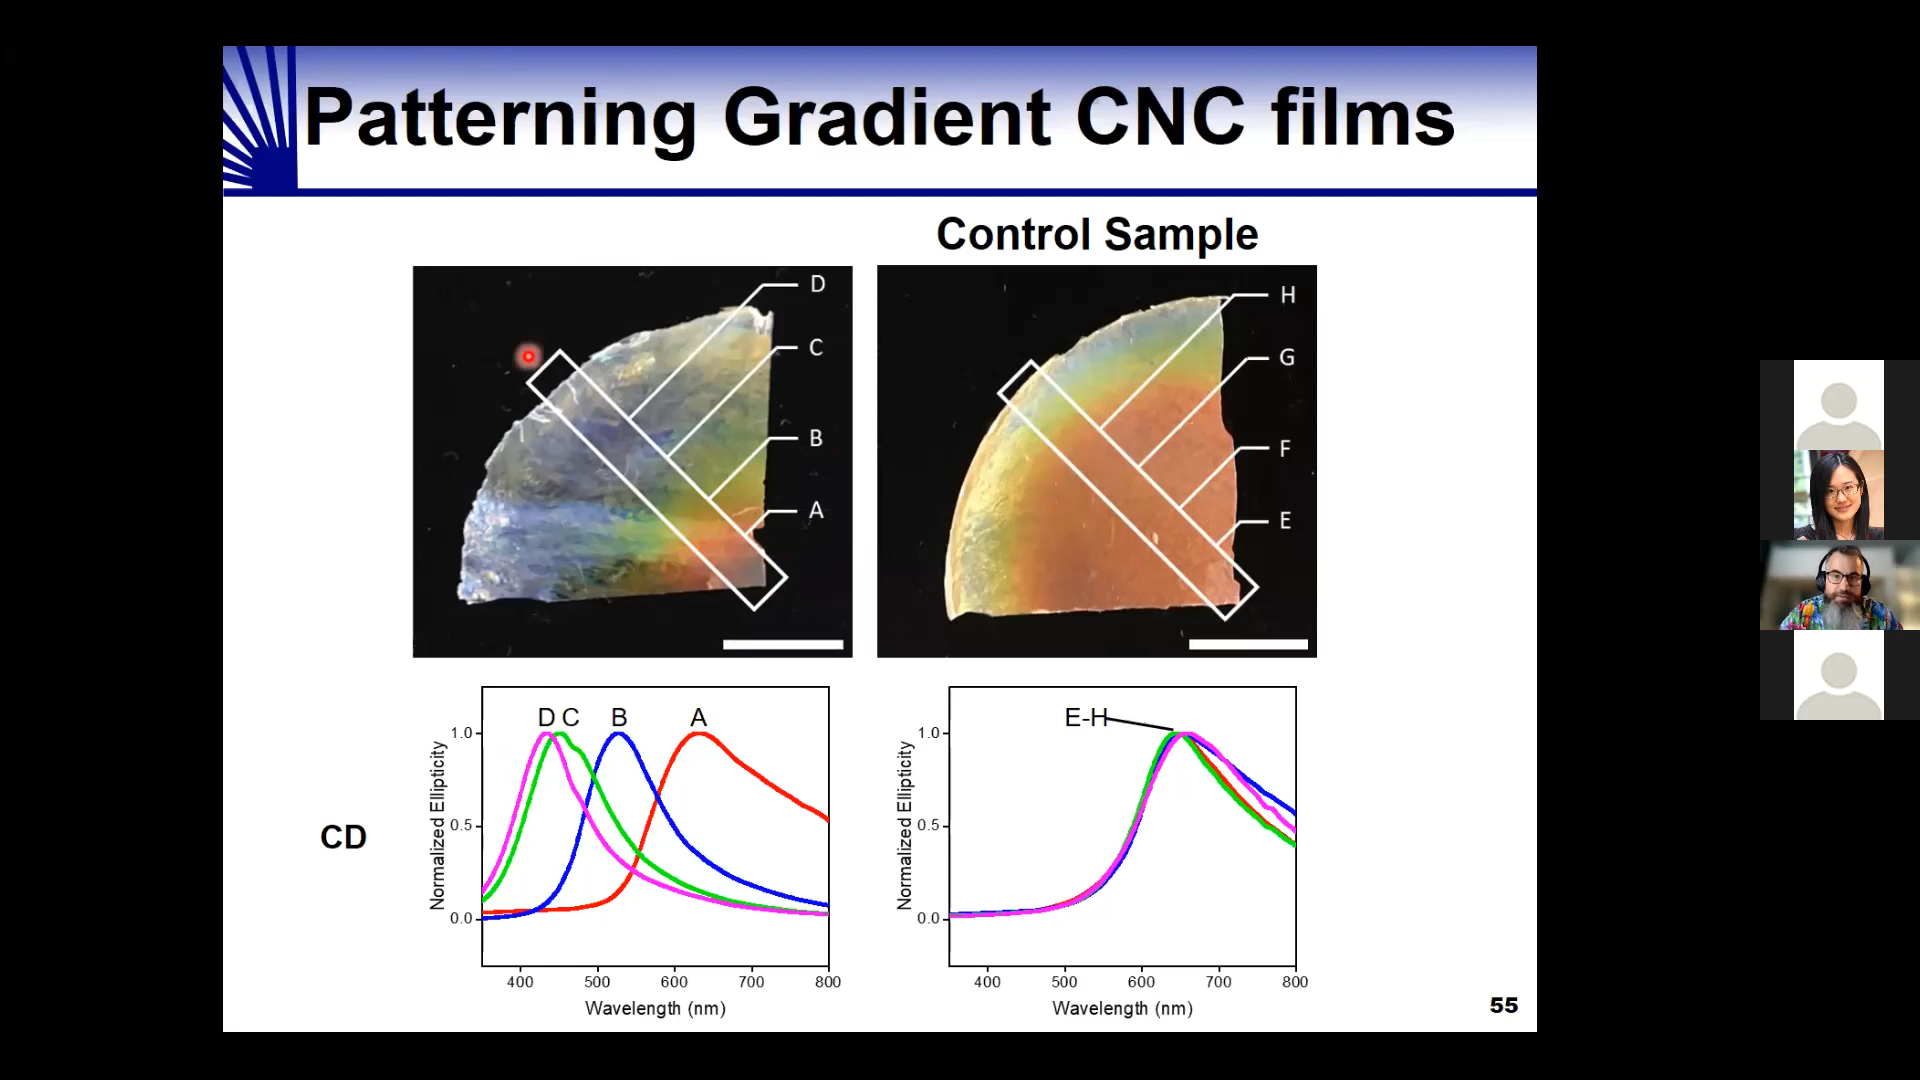 Patterning Gradient CNC films
Control Sample
D
C
B
A
H
G
F
E
CD
D C B A
1.0
0.5
0.0
Normalized Ellipticity
400 500 600 700 800
Wavelength (nm)
E-H
1.0
0.5
0.0
Normalized Ellipticity
400 500 600 700 800
Wavelength (nm)
55